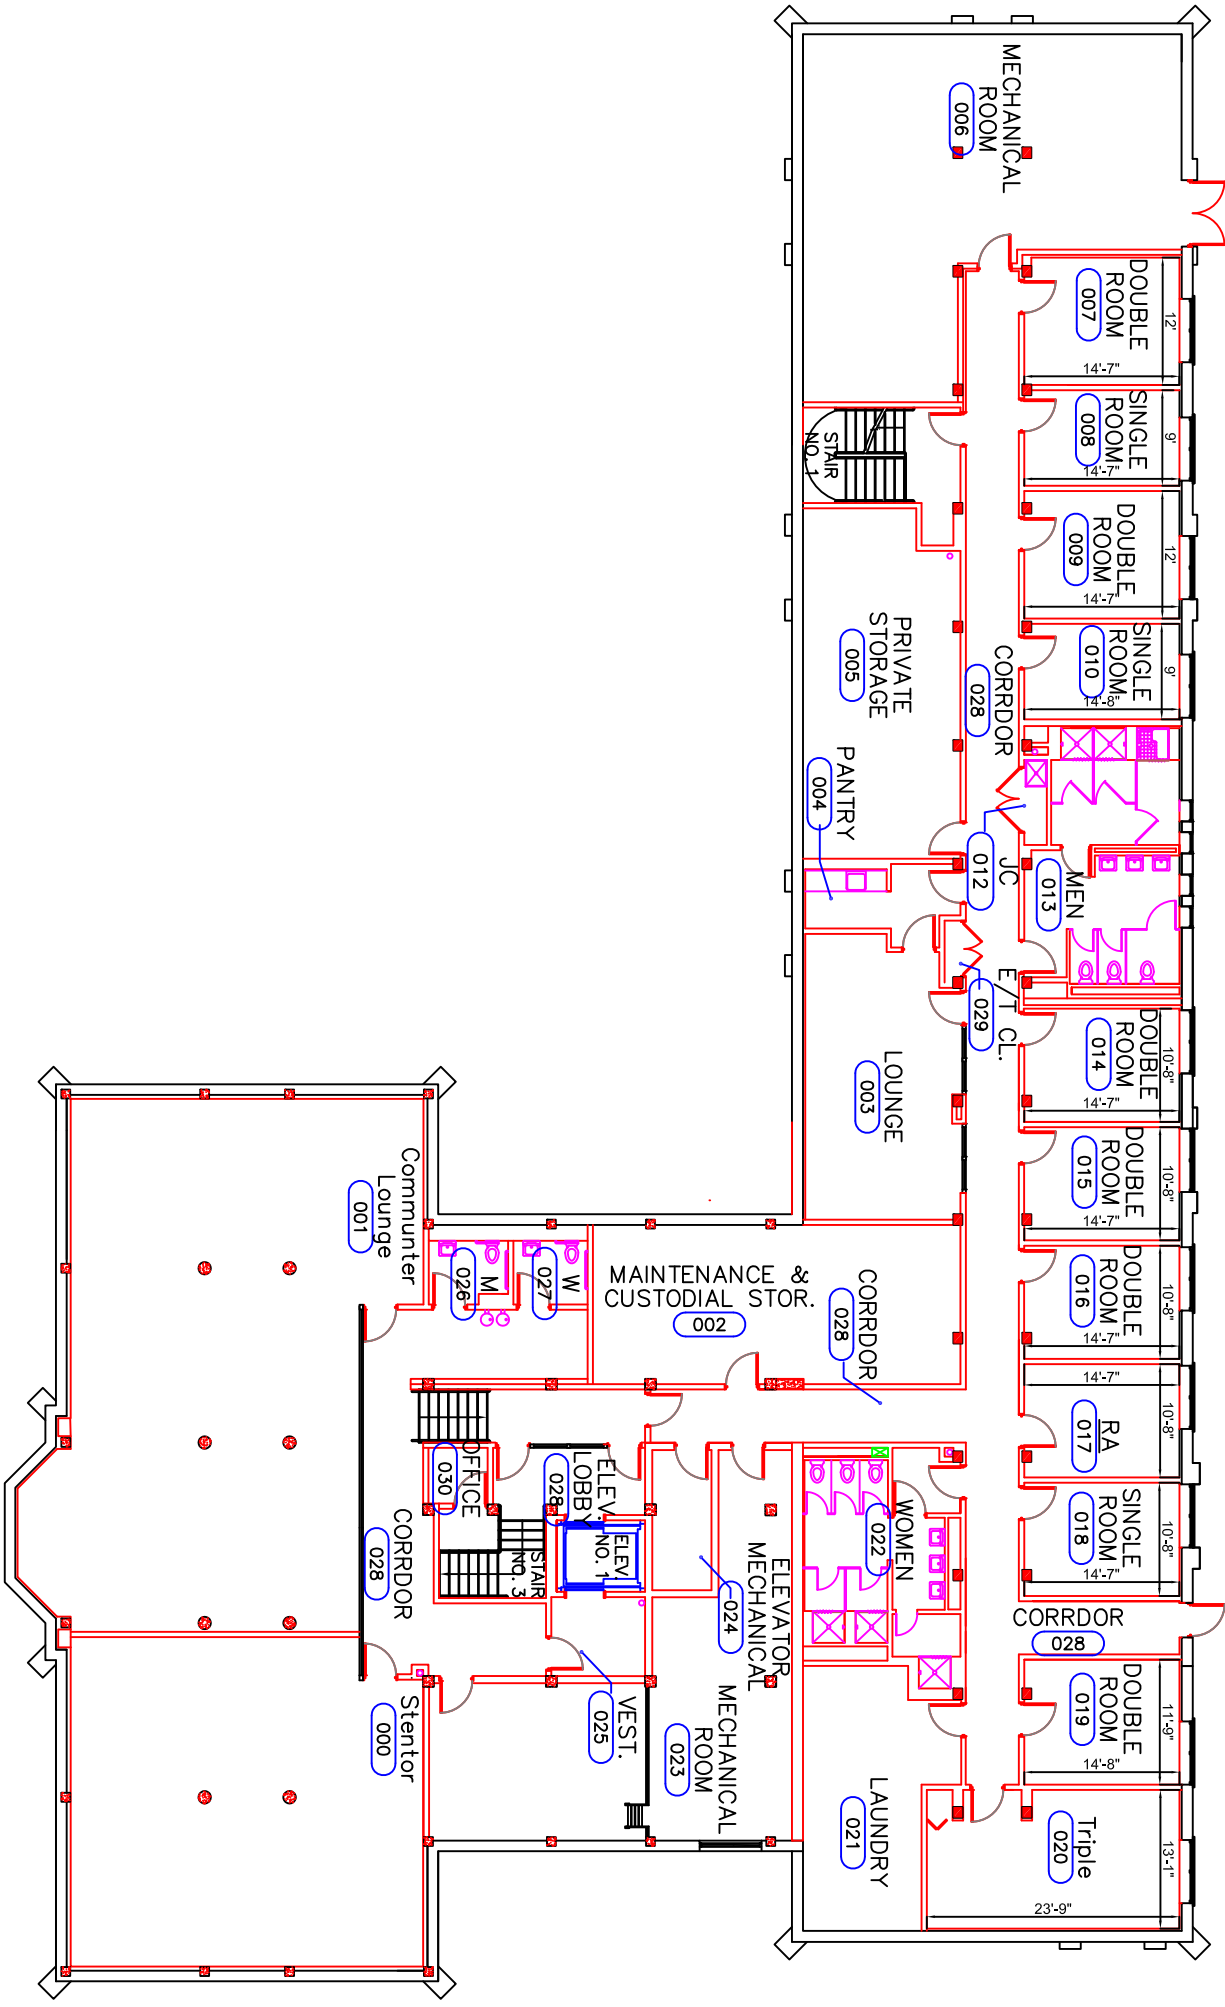 MECHANICAL
ROOM
006
DOUBLE
ROOM
007
12'
14'-7"
SINGLE
ROOM
008
9'
14'-7"
STAIR
NO. 1
DOUBLE
ROOM
009
12'
14'-7"
SINGLE
ROOM
010
9'
14'-8"
PRIVATE
STORAGE
005
CORRDOR
028
PANTRY
004
JC
012
MEN
013
E/T CL.
029
LOUNGE
003
DOUBLE
ROOM
014
10'-8"
14'-7"
DOUBLE
ROOM
015
10'-8"
14'-7"
DOUBLE
ROOM
016
10'-8"
14'-7"
RA
017
14'-7"
10'-8"
SINGLE
ROOM
018
10'-8"
14'-7"
CORRDOR
028
DOUBLE
ROOM
019
11'-9"
14'-8"
Triple
020
13'-1"
23'-9"
LAUNDRY
021
WOMEN
022
CORRDOR
028
MAINTENANCE &
CUSTODIAL STOR.
002
W
027
M
026
Communter
Lounge
001
OFFICE
030
ELEV.
LOBBY
028
ELEV.
NO. 1
STAIR
NO. 3
ELEVATOR
MECHANICAL
024
MECHANICAL
ROOM
023
VEST.
025
CORRDOR
028
Stentor
000